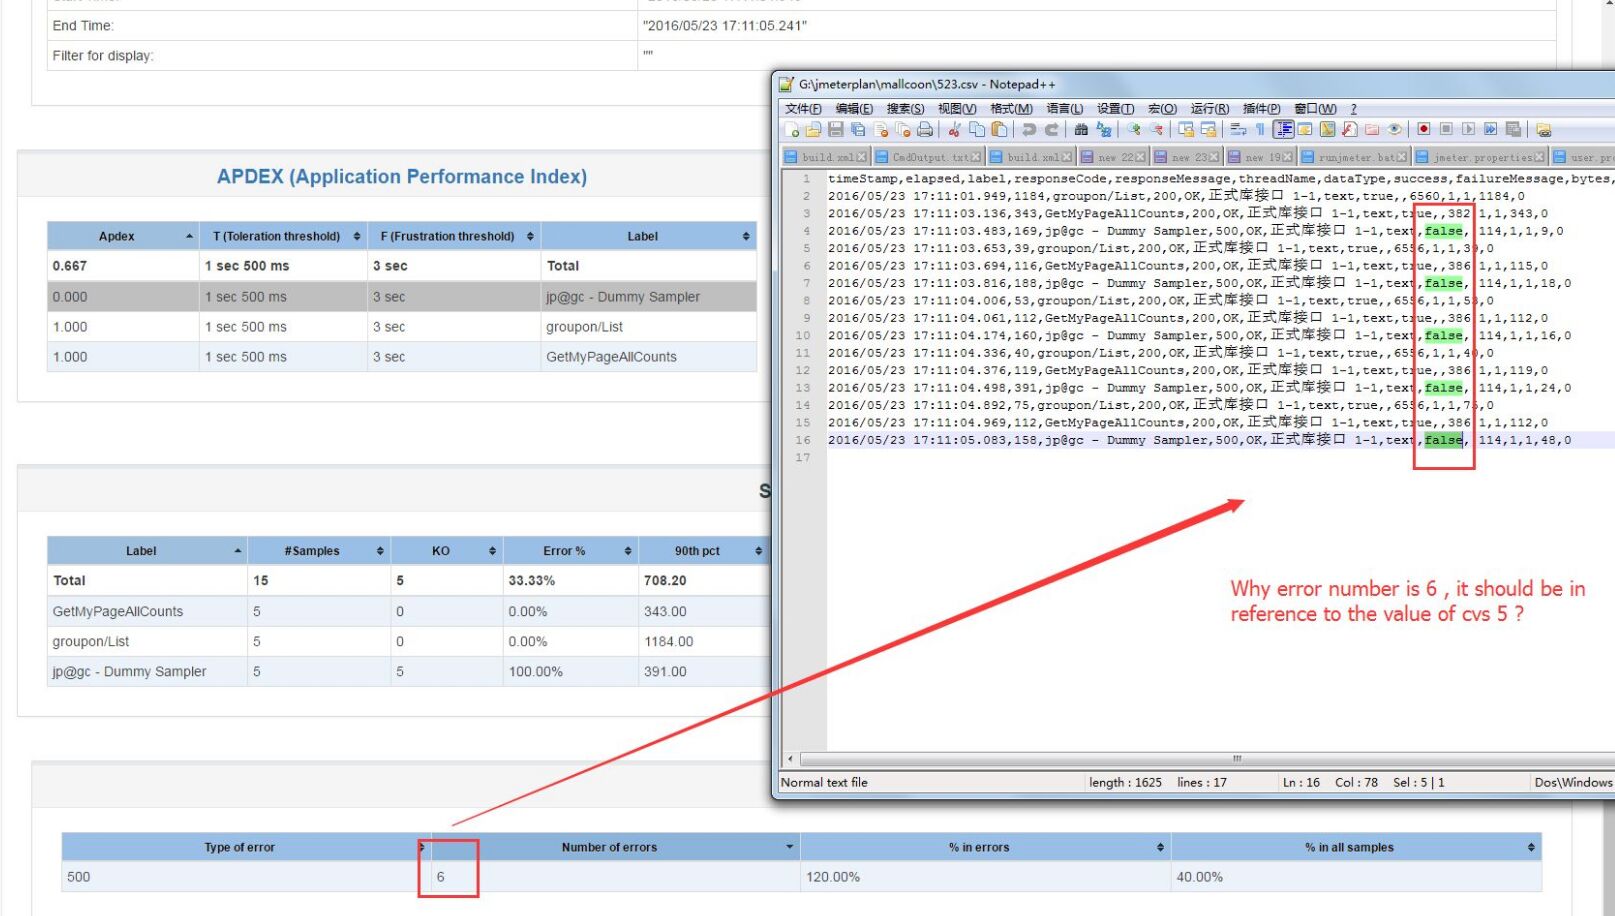 End Time:
"2016/05/23 17:11:05.241"
Filter for display:
""
APDEX (Application Performance Index)
Apdex T (Toleration threshold) F (Frustration threshold) Label
0.667 1 sec 500 ms 3 sec Total
0.000 1 sec 500 ms 3 sec jp@gc - Dummy Sampler
1.000 1 sec 500 ms 3 sec groupon/List
1.000 1 sec 500 ms 3 sec GetMyPageAllCounts
S
Label #Samples KO Error % 90th pct
Total 15 5 33.33% 708.20
GetMyPageAllCounts 5 0 0.00% 343.00
groupon/List 5 0 0.00% 1184.00
jp@gc - Dummy Sampler 5 5 100.00% 391.00
Type of error Number of errors % in errors % in all samples
500 6 120.00% 40.00%
G:\jmeterplan\mallcoon\523.csv - Notepad++
文件(F) 编辑(E) 搜索(S) 视图(V) 格式(M) 语言(L) 设置(T) 宏(O) 运行(R) 插件(P) 窗口(W) ?
build.xml CmdOutput.txt build.xml new 22 new 23 new 19 runjmeter.bat jmeter.properties user.pr
1 timeStamp,elapsed,label,responseCode,responseMessage,threadName,dataType,success,failureMessage,bytes,
2 2016/05/23 17:11:01.949,1184,groupon/List,200,OK,正式库接口 1-1,text,true,,6560,1,1,1184,0
3 2016/05/23 17:11:03.136,343,GetMyPageAllCounts,200,OK,正式库接口 1-1,text,true,,382,1,1,343,0
4 2016/05/23 17:11:03.483,169,jp@gc - Dummy Sampler,500,OK,正式库接口 1-1,text,false,,114,1,1,9,0
5 2016/05/23 17:11:03.653,39,groupon/List,200,OK,正式库接口 1-1,text,true,,6556,1,1,39,0
6 2016/05/23 17:11:03.694,116,GetMyPageAllCounts,200,OK,正式库接口 1-1,text,true,,386,1,1,115,0
7 2016/05/23 17:11:03.816,188,jp@gc - Dummy Sampler,500,OK,正式库接口 1-1,text,false,,114,1,1,18,0
8 2016/05/23 17:11:04.006,53,groupon/List,200,OK,正式库接口 1-1,text,true,,6556,1,1,53,0
9 2016/05/23 17:11:04.061,112,GetMyPageAllCounts,200,OK,正式库接口 1-1,text,true,,386,1,1,112,0
10 2016/05/23 17:11:04.174,160,jp@gc - Dummy Sampler,500,OK,正式库接口 1-1,text,false,,114,1,1,16,0
11 2016/05/23 17:11:04.336,40,groupon/List,200,OK,正式库接口 1-1,text,true,,6556,1,1,40,0
12 2016/05/23 17:11:04.376,119,GetMyPageAllCounts,200,OK,正式库接口 1-1,text,true,,386,1,1,119,0
13 2016/05/23 17:11:04.498,391,jp@gc - Dummy Sampler,500,OK,正式库接口 1-1,text,false,,114,1,1,24,0
14 2016/05/23 17:11:04.892,75,groupon/List,200,OK,正式库接口 1-1,text,true,,6556,1,1,75,0
15 2016/05/23 17:11:04.969,112,GetMyPageAllCounts,200,OK,正式库接口 1-1,text,true,,386,1,1,112,0
16 2016/05/23 17:11:05.083,158,jp@gc - Dummy Sampler,500,OK,正式库接口 1-1,text,false,,114,1,1,48,0
17
Why error number is 6 , it should be in
reference to the value of cvs 5 ?
Normal text file length : 1625 lines : 17 Ln : 16 Col : 78 Sel : 5 | 1 Dos\Windows